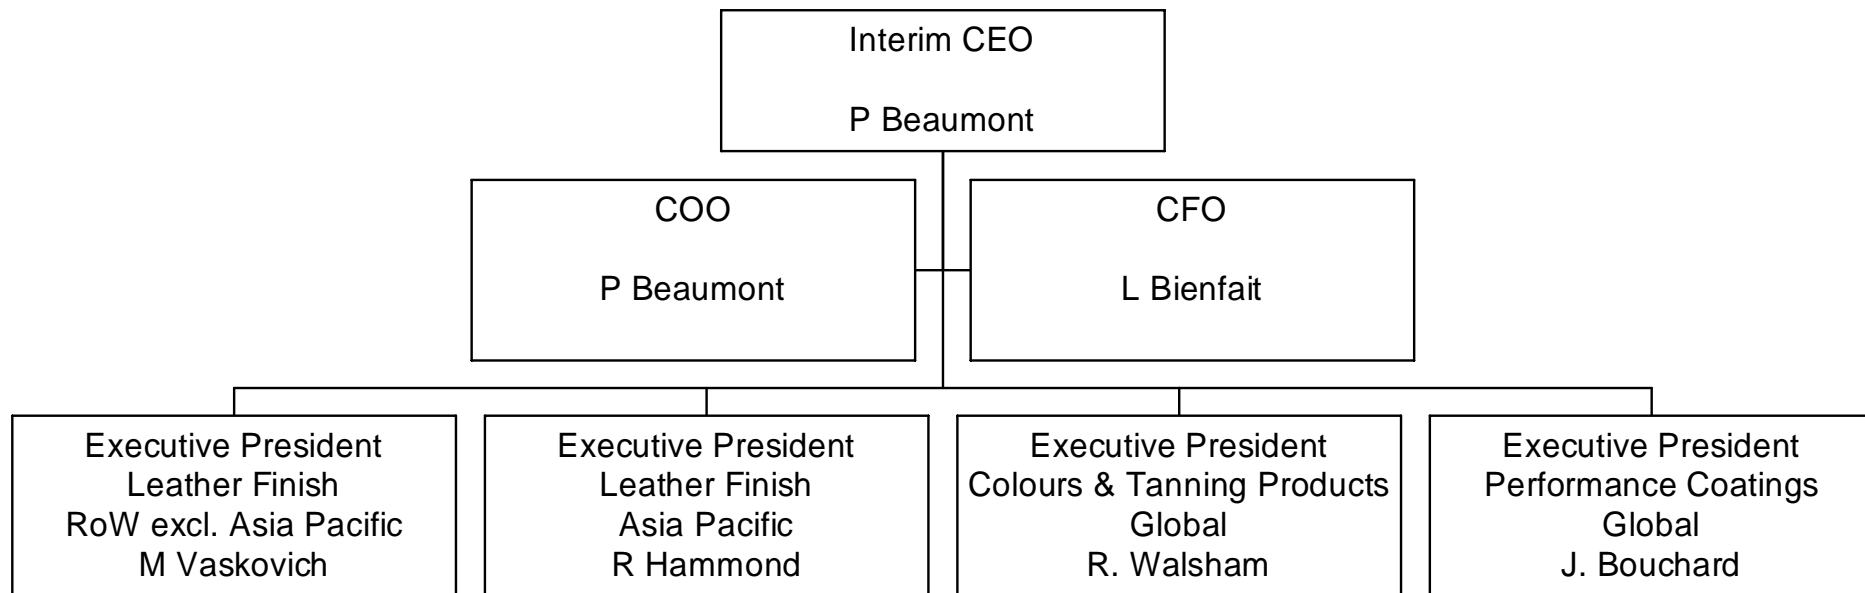 Interim CEO
P Beaumont
COO
P Beaumont
CFO
L Bienfait
Executive President
Leather Finish
RoW excl. Asia Pacific
M Vaskovich
Executive President
Leather Finish
Asia Pacific
R Hammond
Executive President
Colours & Tanning Products
Global
R. Walsham
Executive President
Performance Coatings
Global
J. Bouchard